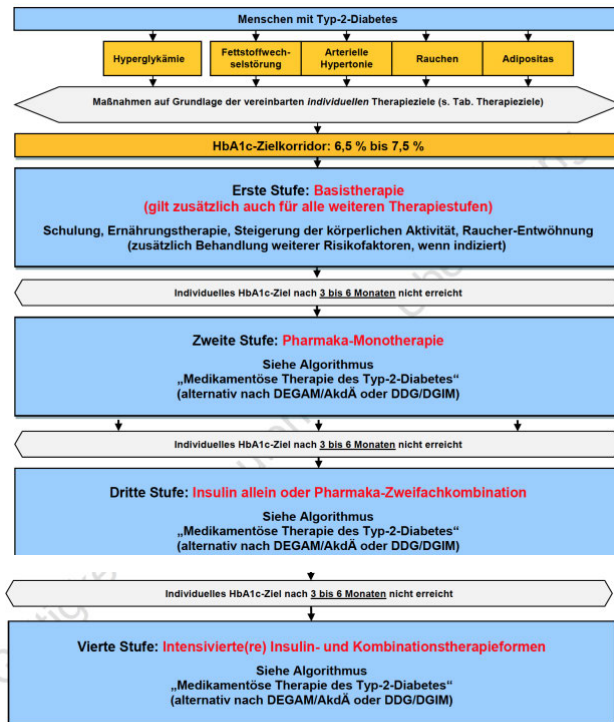 Menschen mit Typ-2-Diabetes
Hyperglykämie
Fettstoffwech-
selstörung
Arterielle
Hypertonie
Rauchen
Adipositas
Maßnahmen auf Grundlage der vereinbarten individuellen Therapieziele (s. Tab. Therapieziele)
HbA1c-Zielkorridor: 6,5 % bis 7,5 %
Erste Stufe: Basistherapie
(gilt zusätzlich auch für alle weiteren Therapiestufen)
Schulung, Ernährungstherapie, Steigerung der körperlichen Aktivität, Raucher-Entwöhnung
(zusätzlich Behandlung weiterer Risikofaktoren, wenn indiziert)
Individuelles HbA1c-Ziel nach 3 bis 6 Monaten nicht erreicht
Zweite Stufe: Pharmaka-Monotherapie
Siehe Algorithmus
„Medikamentöse Therapie des Typ-2-Diabetes“
(alternativ nach DEGAM/AkdÄ oder DDG/DGIM)
Individuelles HbA1c-Ziel nach 3 bis 6 Monaten nicht erreicht
Dritte Stufe: Insulin allein oder Pharmaka-Zweifachkombination
Siehe Algorithmus
„Medikamentöse Therapie des Typ-2-Diabetes“
(alternativ nach DEGAM/AkdÄ oder DDG/DGIM)
Individuelles HbA1c-Ziel nach 3 bis 6 Monaten nicht erreicht
Vierte Stufe: Intensivierte(re) Insulin- und Kombinationstherapieformen
Siehe Algorithmus
„Medikamentöse Therapie des Typ-2-Diabetes“
(alternativ nach DEGAM/AkdÄ oder DDG/DGIM)